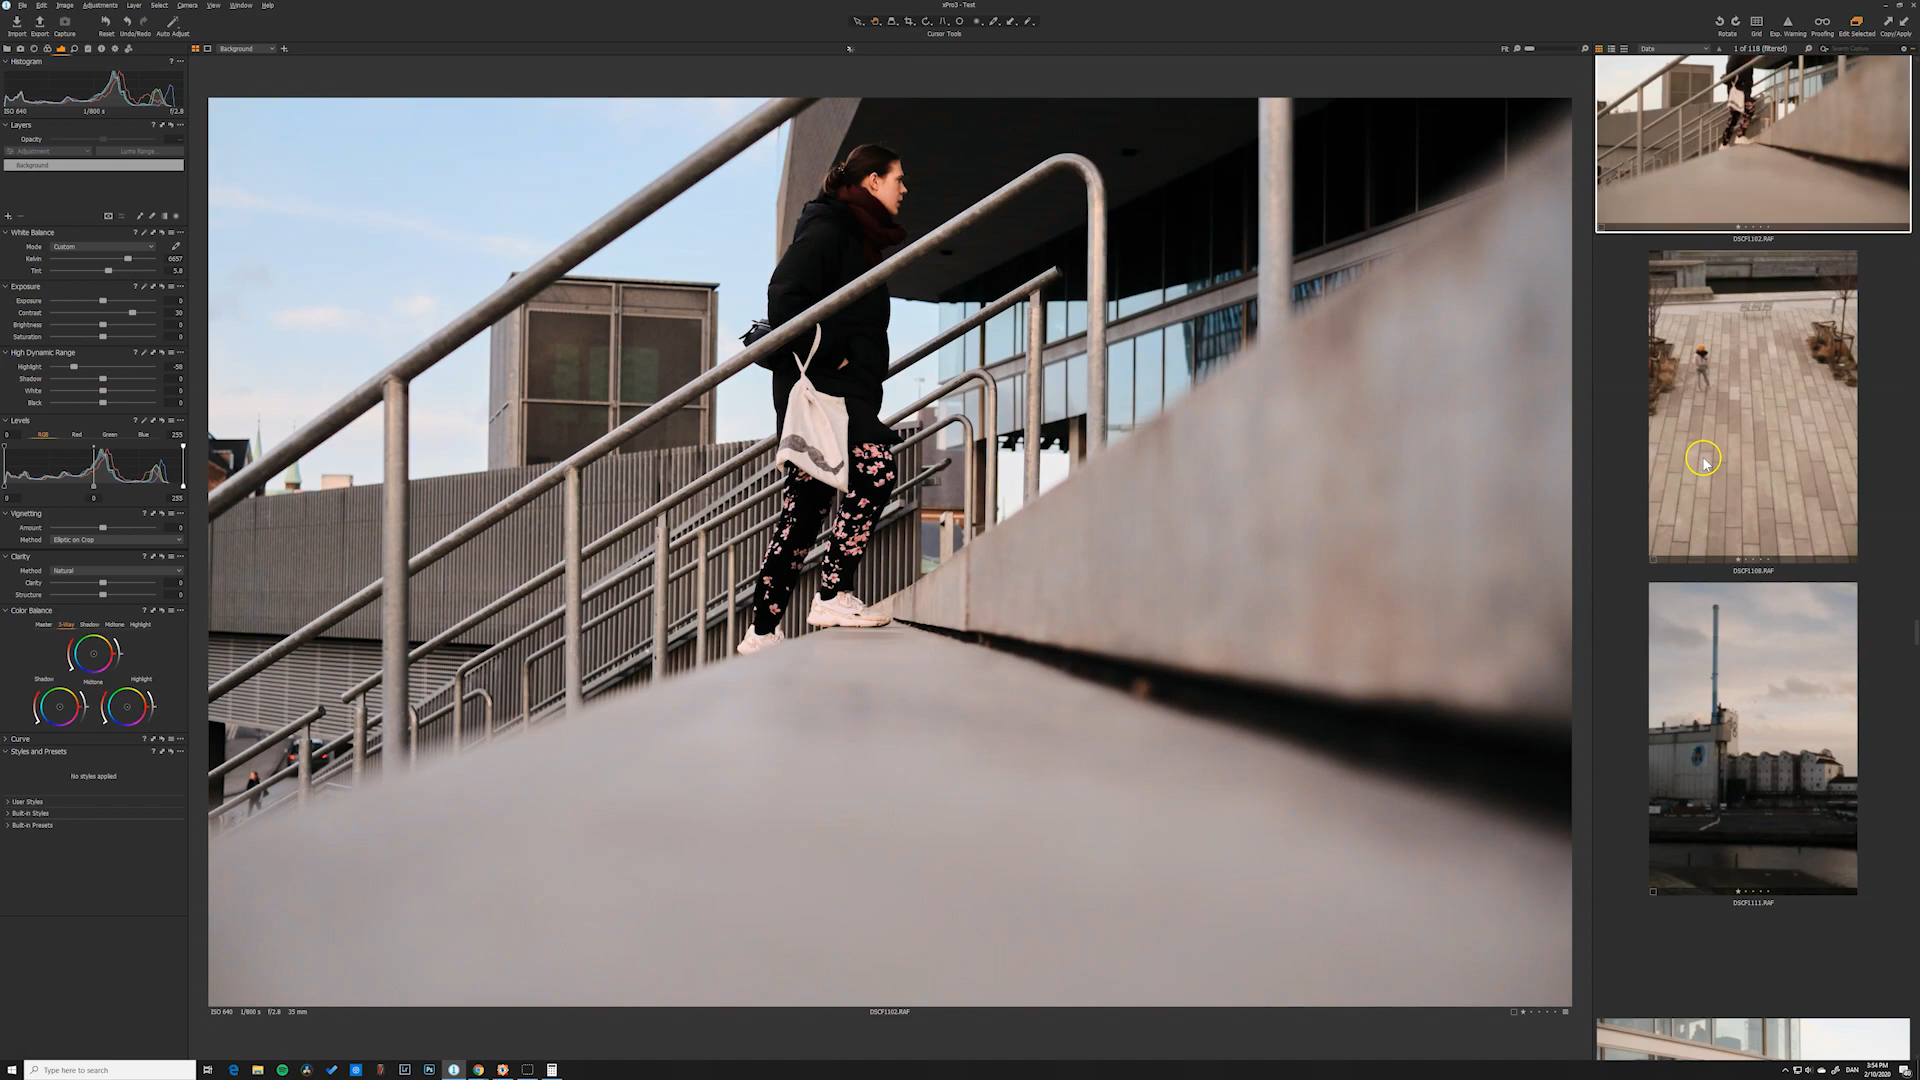 File Edit Image Adjustments Layer Select Camera View Window Help
xPro3 - Test
Import Export Capture Reset Undo/Redo Auto Adjust
Cursor Tools
Rotate Grid Exp. Warning Proofing Edit Selected Copy/Apply
Background
Fit
Date
1 of 118 (filtered)
Search Capture
Histogram
ISO 640 1/800 s f/2.8
Layers
Opacity
Adjustment Luma Range...
Background
White Balance
Mode Custom
Kelvin 6657
Tint 5.8
Exposure
Exposure 0
Contrast 30
Brightness 0
Saturation 0
High Dynamic Range
Highlight -58
Shadow 0
White 0
Black 0
Levels
0 RGB Red Green Blue 255
0 0 255
Vignetting
Amount 0
Method Elliptic on Crop
Clarity
Method Natural
Clarity 0
Structure 0
Color Balance
Master 3-Way Shadow Midtone Highlight
Shadow Midtone Highlight
Curve
Styles and Presets
No styles applied
User Styles
Built-in Styles
Built-in Presets
ISO 640 1/800 s f/2.8 35 mm
DSCF1102.RAF
DSCF1102.RAF
DSCF1108.RAF
DSCF1111.RAF
Type here to search
Lr Ps
DAN
3:54 PM
2/10/2020